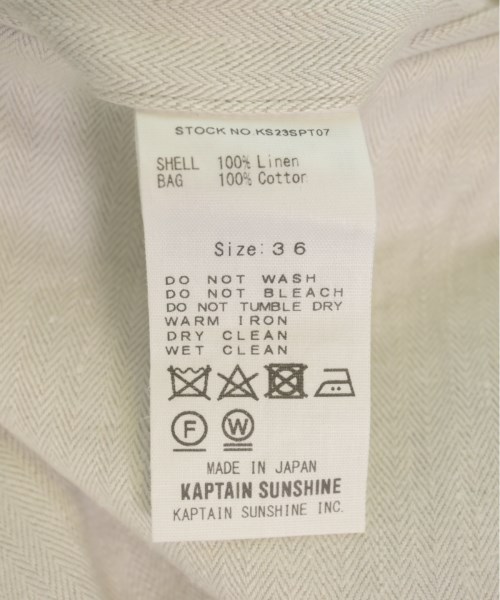 STOCK NO.KS23SPT07
SHELL 100% Linen
BAG 100% Cottor
Size:36
DO NOT WASH
DO NOT BLEACH
DO NOT TUMBLE DRY
WARM IRON
DRY CLEAN
WET CLEAN
F W
MADE IN JAPAN
KAPTAIN SUNSHINE
KAPTAIN SUNSHINE INC.